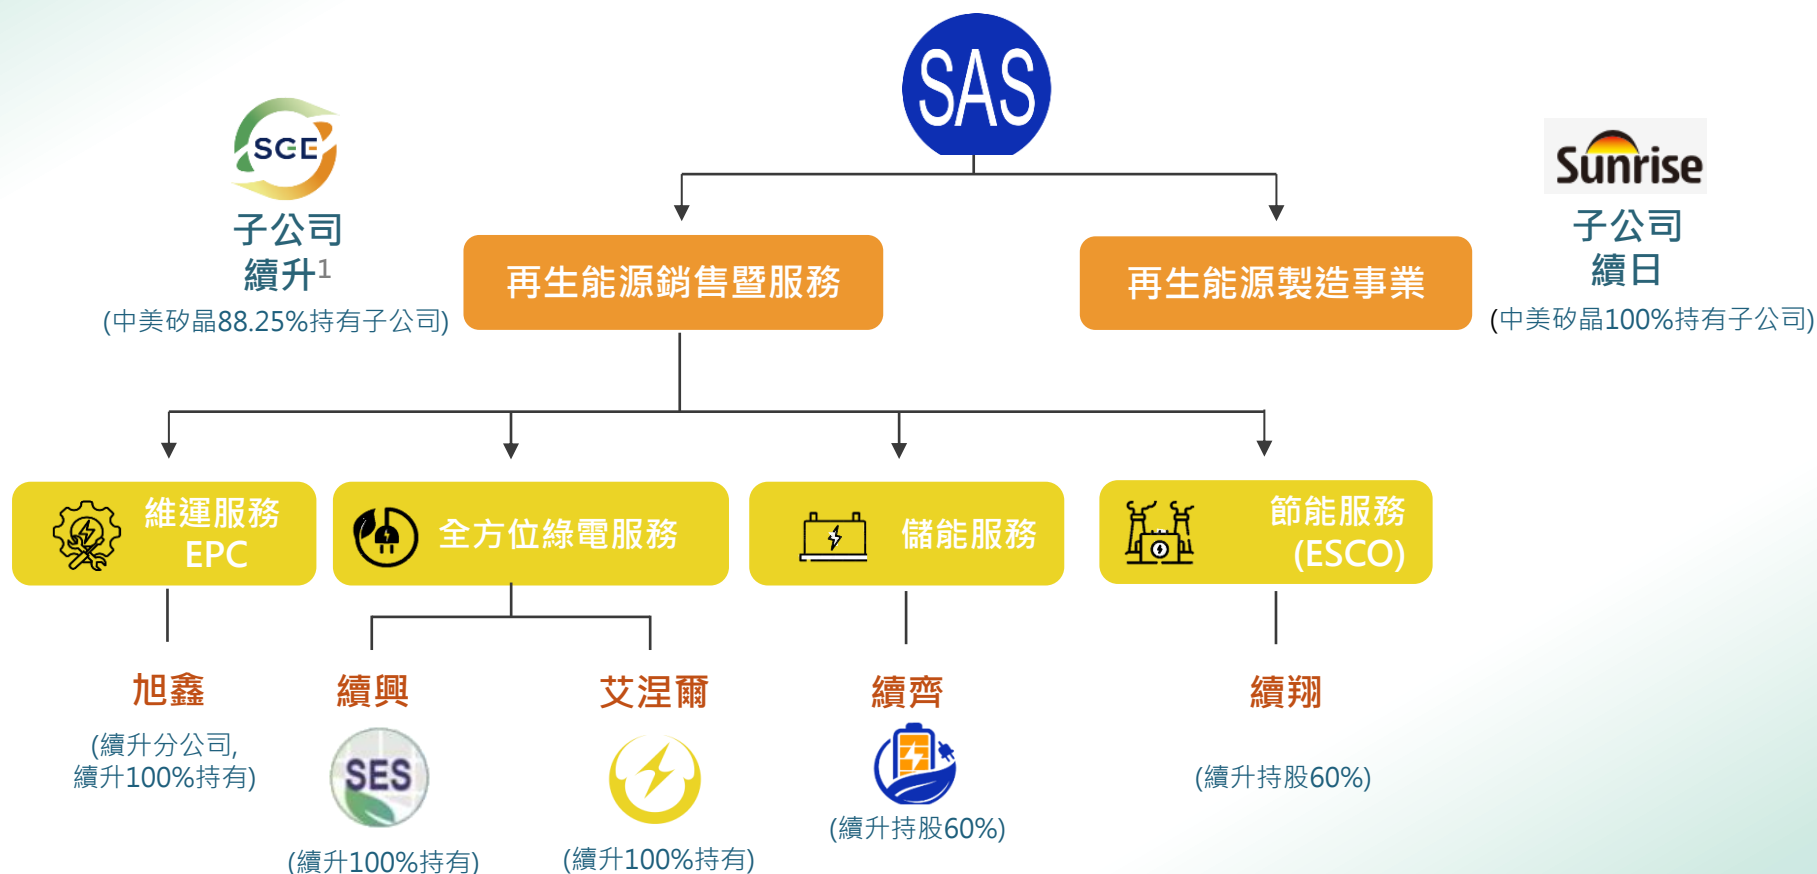 SAS
SGE
子公司
續升1
(中美矽晶88.25%持有子公司)
再生能源銷售暨服務
再生能源製造事業
Sunrise
子公司
續日
(中美矽晶100%持有子公司)
維運服務
EPC
全方位綠電服務
儲能服務
節能服務
(ESCO)
旭鑫
(續升分公司,
續升100%持有)
續興
SES
(續升100%持有)
艾涅爾
(續升100%持有)
續齊
(續升持股60%)
續翔
(續升持股60%)